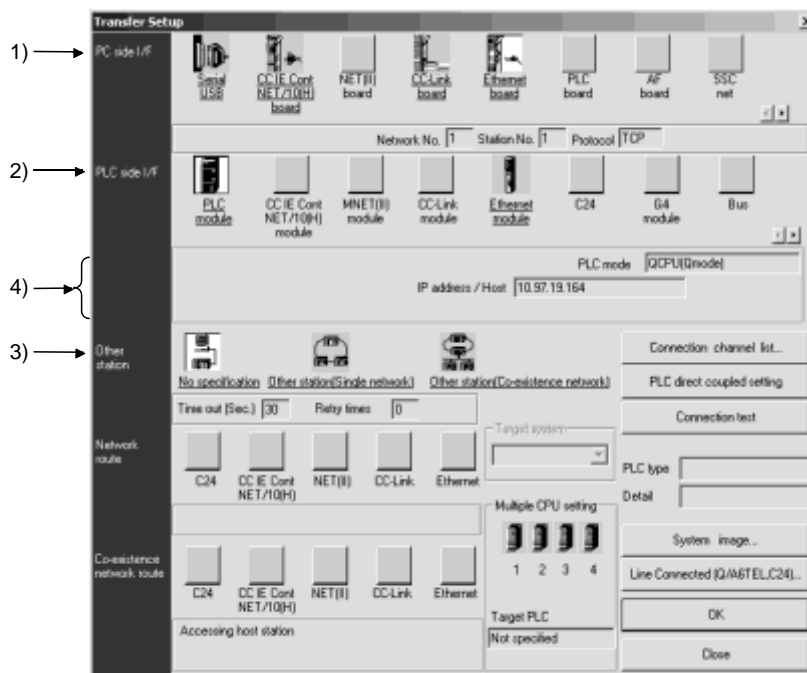 Transfer Setup
1)
PC side I/F
Serial USB
CC IE Cont NET/10(H) board
NET(II) board
CC-Link board
Ethernet board
PLC board
AF board
SSC net
Network No. 1 Station No. 1 Protocol TCP
2)
PLC side I/F
PLC module
CC IE Cont NET/10(H) module
MNET(II) module
CC-Link module
Ethernet module
C24
G4 module
Bus
4)
PLC mode QCPU(Qmode)
IP address / Host 10.97.19.164
3)
Other station
No specification
Other station(Single network)
Other station(Co-existence network)
Time out (Sec.) 30 Retry times 0
Connection channel list...
PLC direct coupled setting
Connection test
Target system
PLC type
Detail
Network route
C24
CC IE Cont NET/10(H)
NET(II)
CC-Link
Ethernet
Multiple CPU setting
1 2 3 4
Target PLC
Not specified
System image...
Line Connected (Q/A6TEL,C24)...
OK
Close
Co-existence network route
C24
CC IE Cont NET/10(H)
NET(II)
CC-Link
Ethernet
Accessing host station